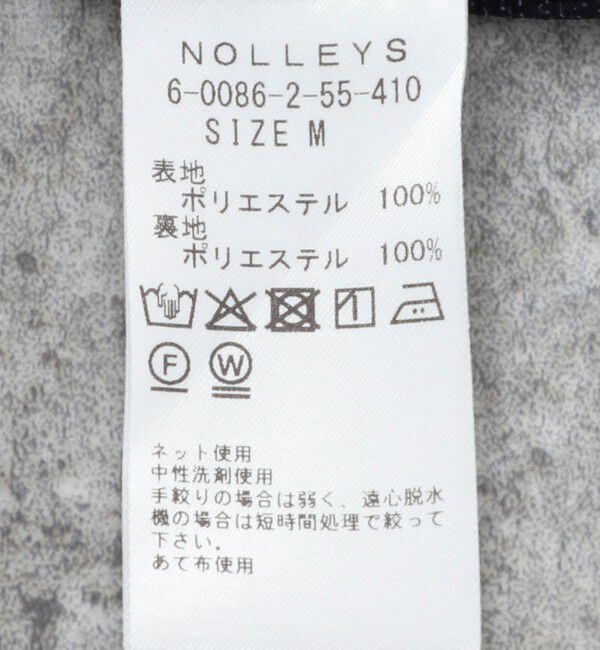 NOLLEYS
6-0086-2-55-410
SIZE M
表地
ポリエステル 100%
裏地
ポリエステル 100%
F W
ネット使用
中性洗剤使用
手絞りの場合は弱く、遠心脱水
機の場合は短時間処理で絞って
下さい。
あて布使用